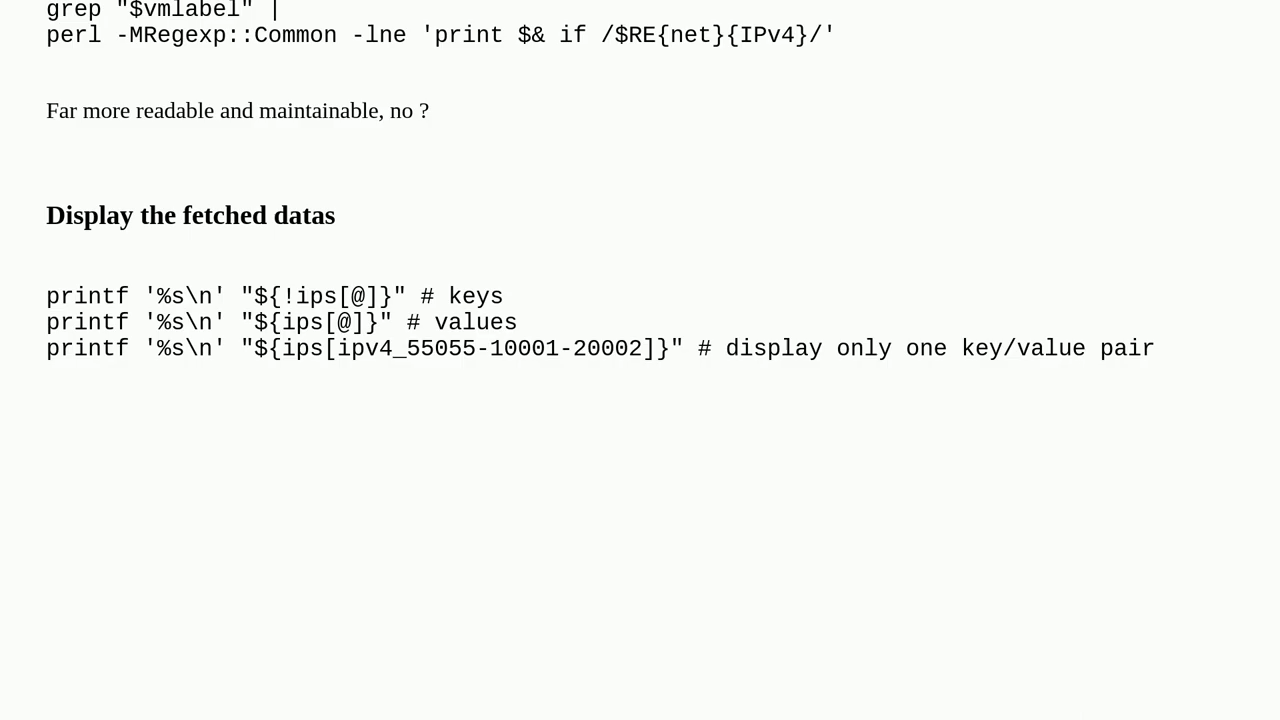 grep "$vmlabel" |
perl -MRegexp::Common -lne 'print $& if /$RE{net}{IPv4}/'
Far more readable and maintainable, no ?
Display the fetched datas
printf '%s\n' "${!ips[@]}" # keys
printf '%s\n' "${ips[@]}" # values
printf '%s\n' "${ips[ipv4_55055-10001-20002]}" # display only one key/value pair